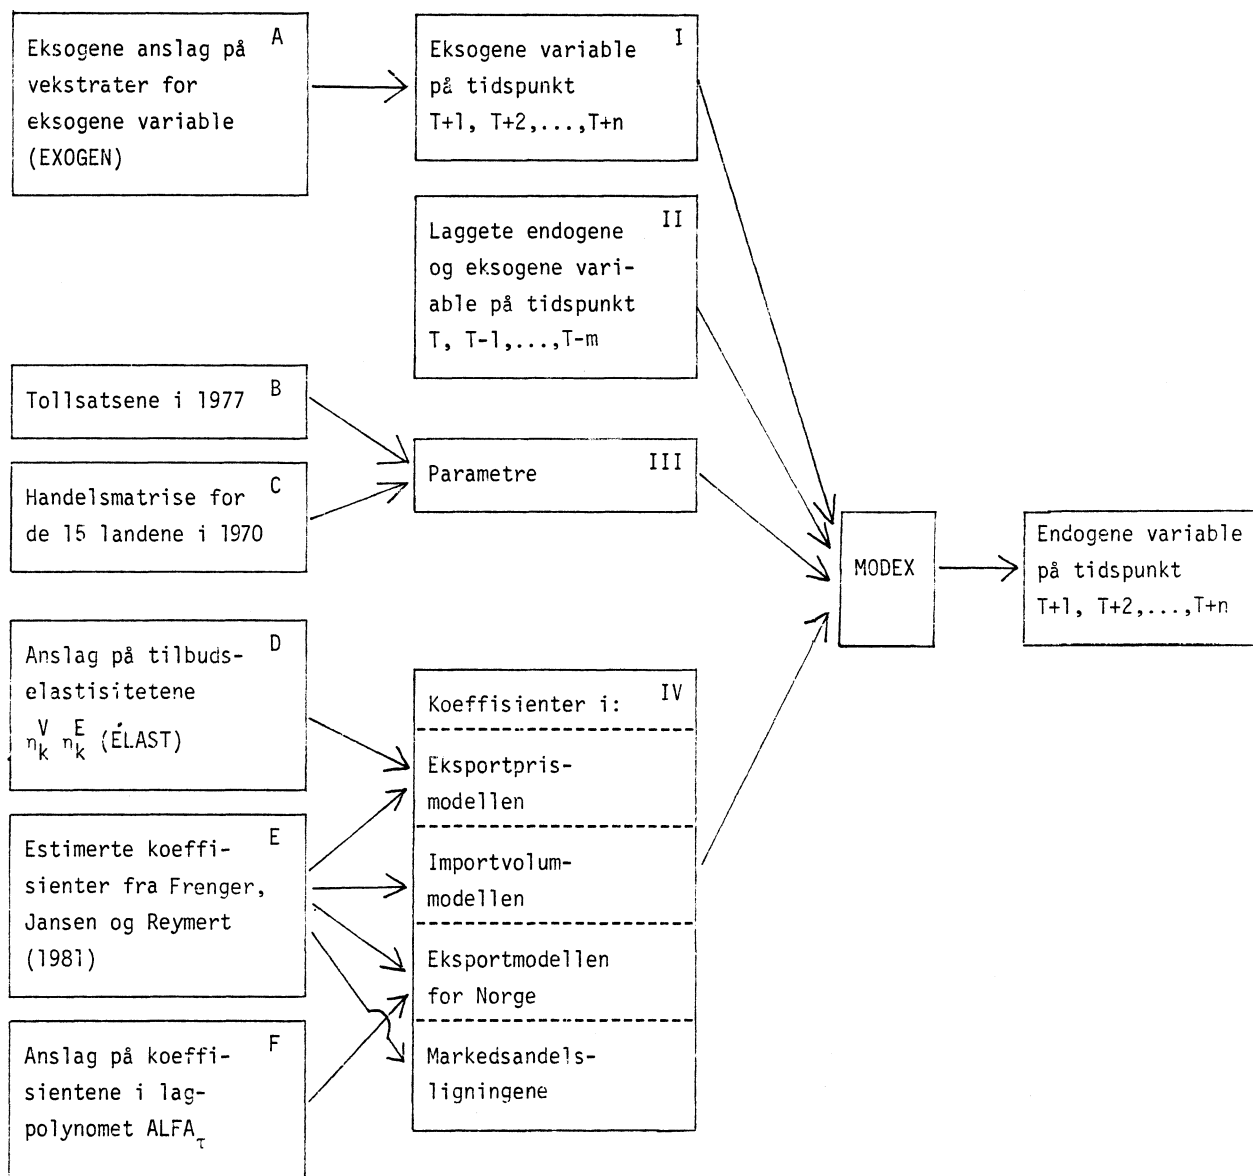 Eksogene anslag på A
vekstrater for
eksogene variable
(EXOGEN)
Eksogene variable I
på tidspunkt
T+1, T+2,...,T+n
Laggete endogene II
og eksogene vari-
able på tidspunkt
T, T-1,...,T-m
Tollsatsene i 1977 B
Handelsmatrise for C
de 15 landene i 1970
Parametre III
MODEX
Endogene variable
på tidspunkt
T+1, T+2,...,T+n
Anslag på tilbuds- D
elastisitetene
η_k^V η_k^E (ELAST)
Estimerte koeffi- E
sienter fra Frenger,
Jansen og Reymert
(1981)
Anslag på koeffi- F
sientene i lag-
polynomet ALFA_τ
Koeffisienter i: IV
Eksportpris-
modellen
Importvolum-
modellen
Eksportmodellen
for Norge
Markedsandels-
ligningene